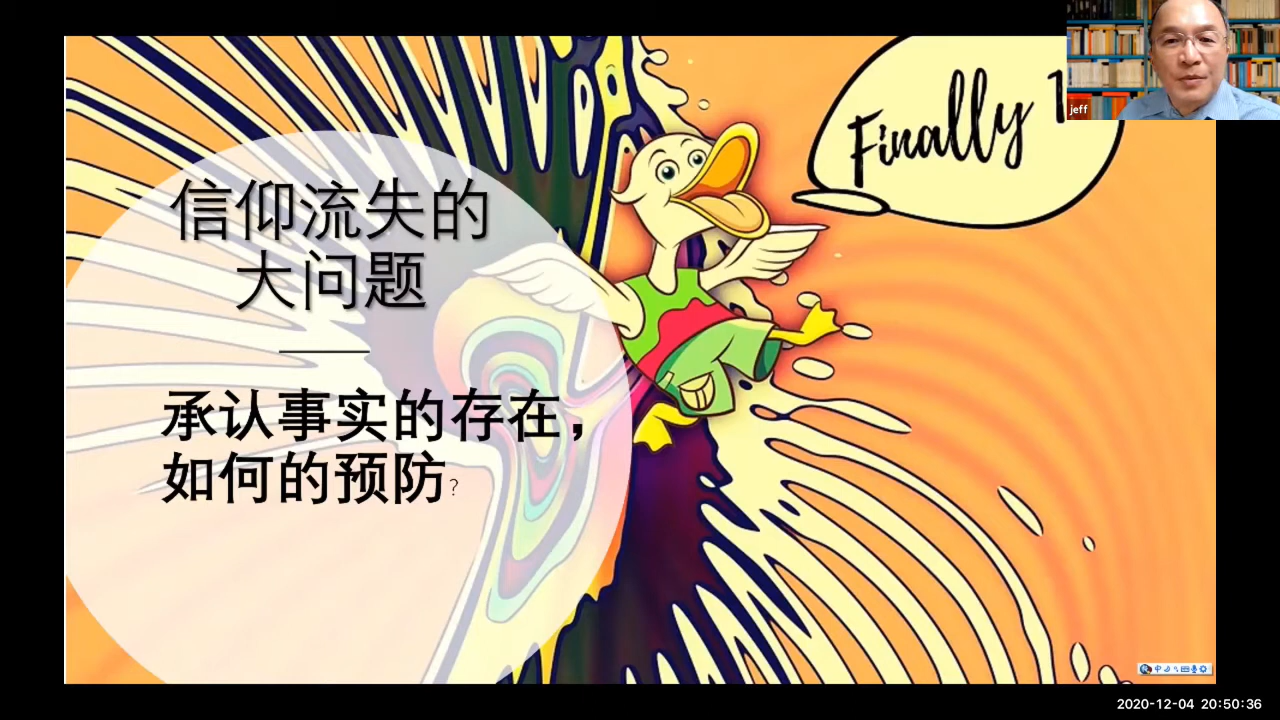 信仰流失的
大问题
承认事实的存在，
如何的预防？
Finally
jeff
中
2020-12-04 20:50:36